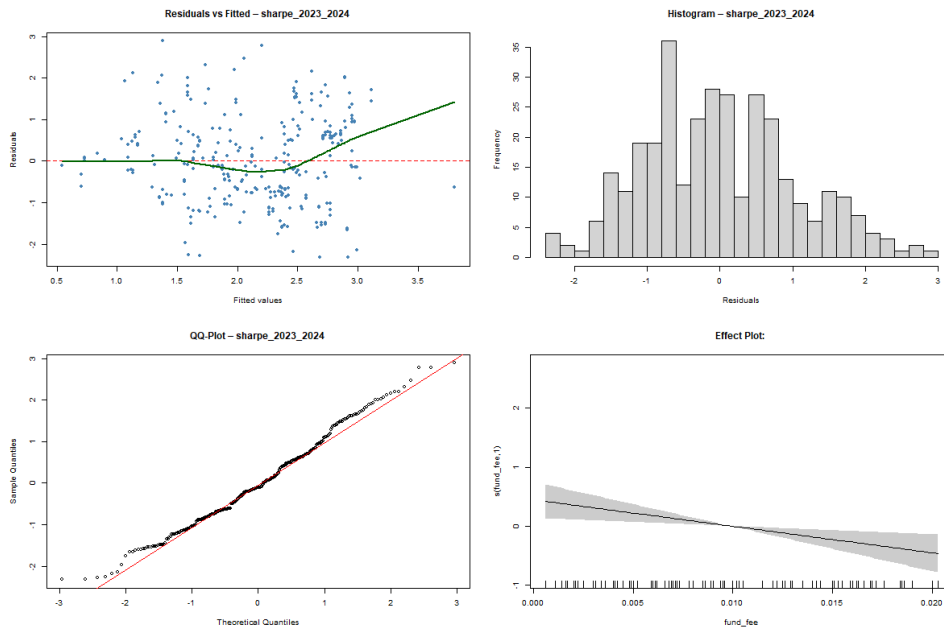 Residuals vs Fitted – sharpe_2023_2024
Residuals
3
2
1
0
-1
-2
0.5 1.0 1.5 2.0 2.5 3.0 3.5
Fitted values
Histogram – sharpe_2023_2024
Frequency
35
25
15
5
0
-2 -1 0 1 2 3
Residuals
QQ-Plot – sharpe_2023_2024
Sample Quantiles
3
2
1
0
-1
-2
-3 -2 -1 0 1 2 3
Theoretical Quantiles
Effect Plot:
s(fund_fee,1)
2
1
0
-1
0.000 0.005 0.010 0.015 0.020
fund_fee